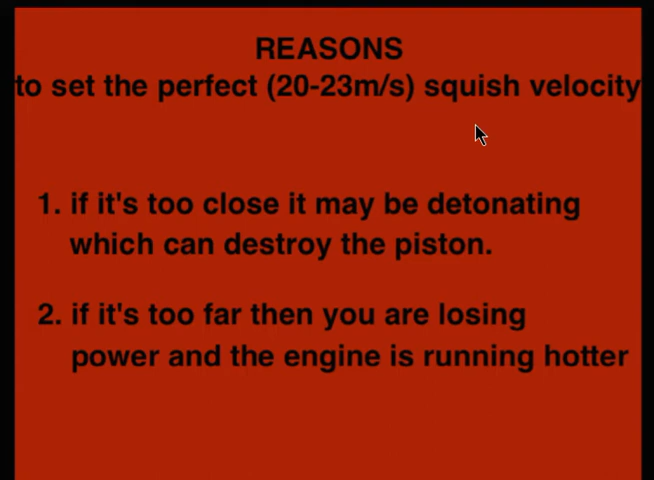 REASONS
to set the perfect (20-23m/s) squish velocity
1. if it's too close it may be detonating
which can destroy the piston.
2. if it's too far then you are losing
power and the engine is running hotter